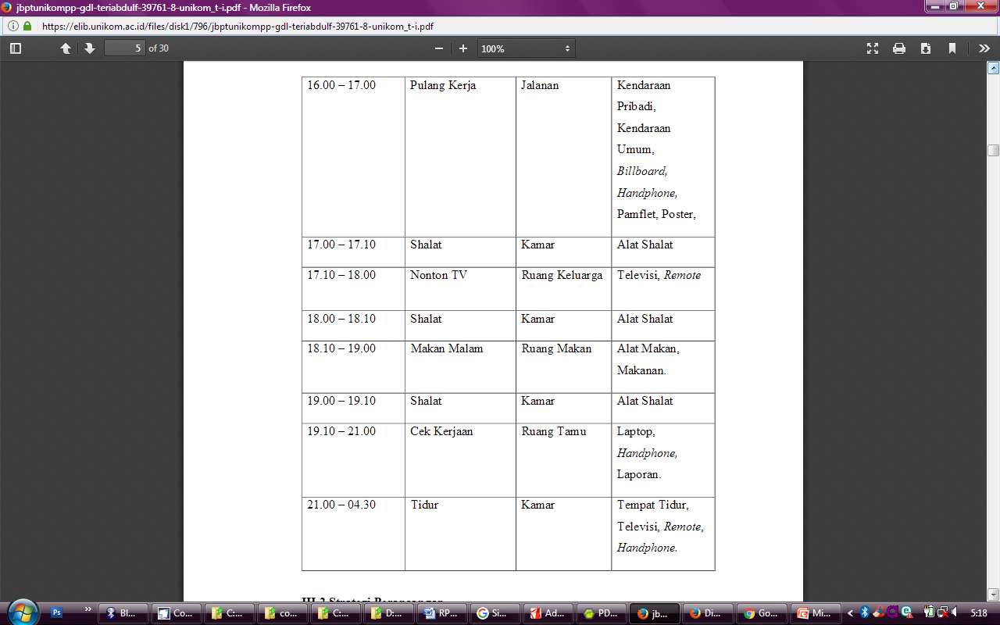 jbptunikompp-gdl-teriabdulf-39761-8-unikom_t-i.pdf - Mozilla Firefox
https://elib.unikom.ac.id/files/disk1/796/jbptunikompp-gdl-teriabdulf-39761-8-unikom_t-i.pdf
5 of 30 100%
16.00 – 17.00 Pulang Kerja Jalanan Kendaraan
Pribadi,
Kendaraan
Umum,
Billboard,
Handphone,
Pamflet, Poster,
17.00 – 17.10 Shalat Kamar Alat Shalat
17.10 – 18.00 Nonton TV Ruang Keluarga Televisi, Remote
18.00 – 18.10 Shalat Kamar Alat Shalat
18.10 – 19.00 Makan Malam Ruang Makan Alat Makan,
Makanan.
19.00 – 19.10 Shalat Kamar Alat Shalat
19.10 – 21.00 Cek Kerjaan Ruang Tamu Laptop,
Handphone,
Laporan.
21.00 – 04.30 Tidur Kamar Tempat Tidur,
Televisi, Remote,
Handphone.
Ps » Bl... Co... C:... co... C:... D:... RP... Si... Ad... PD... jb... Di... Go... Mi... 5:18